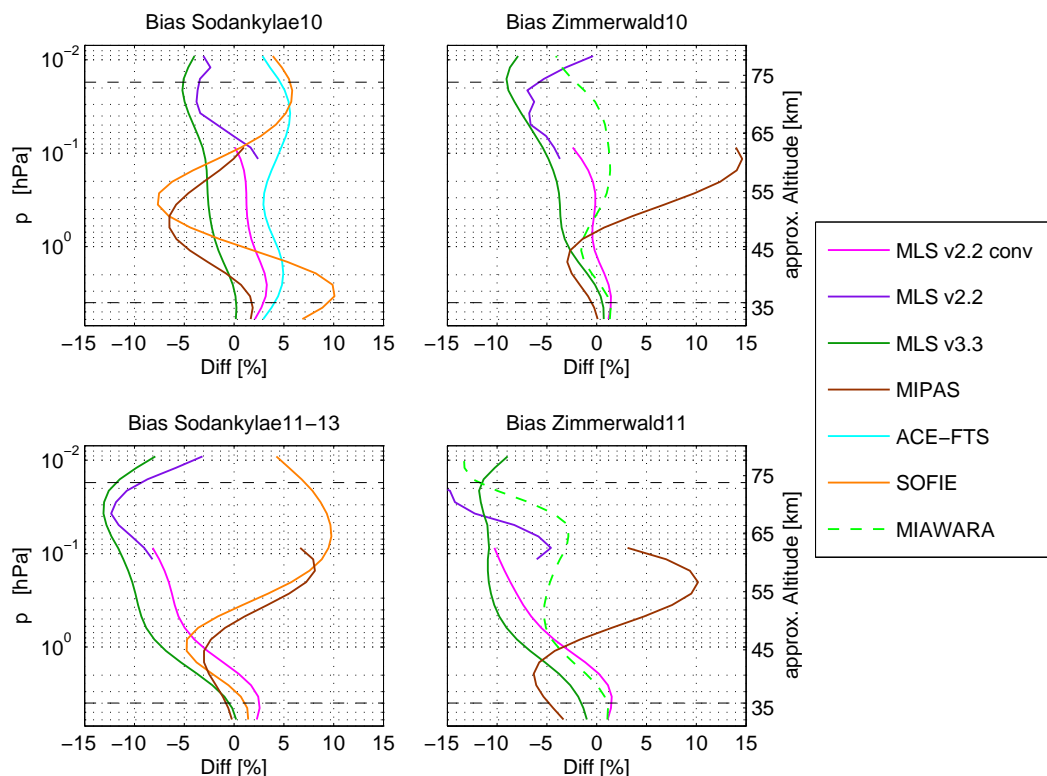 Bias Sodankylae10
Bias Zimmerwald10
10⁻²
10⁻¹
10⁰
p [hPa]
−15 −10 −5 0 5 10 15
Diff [%]
−15 −10 −5 0 5 10 15
Diff [%]
75
65
55
45
35
approx. Altitude [km]
Bias Sodankylae11−13
Bias Zimmerwald11
10⁻²
10⁻¹
10⁰
p [hPa]
−15 −10 −5 0 5 10 15
Diff [%]
−15 −10 −5 0 5 10 15
Diff [%]
75
65
55
45
35
approx. Altitude [km]
MLS v2.2 conv
MLS v2.2
MLS v3.3
MIPAS
ACE−FTS
SOFIE
MIAWARA